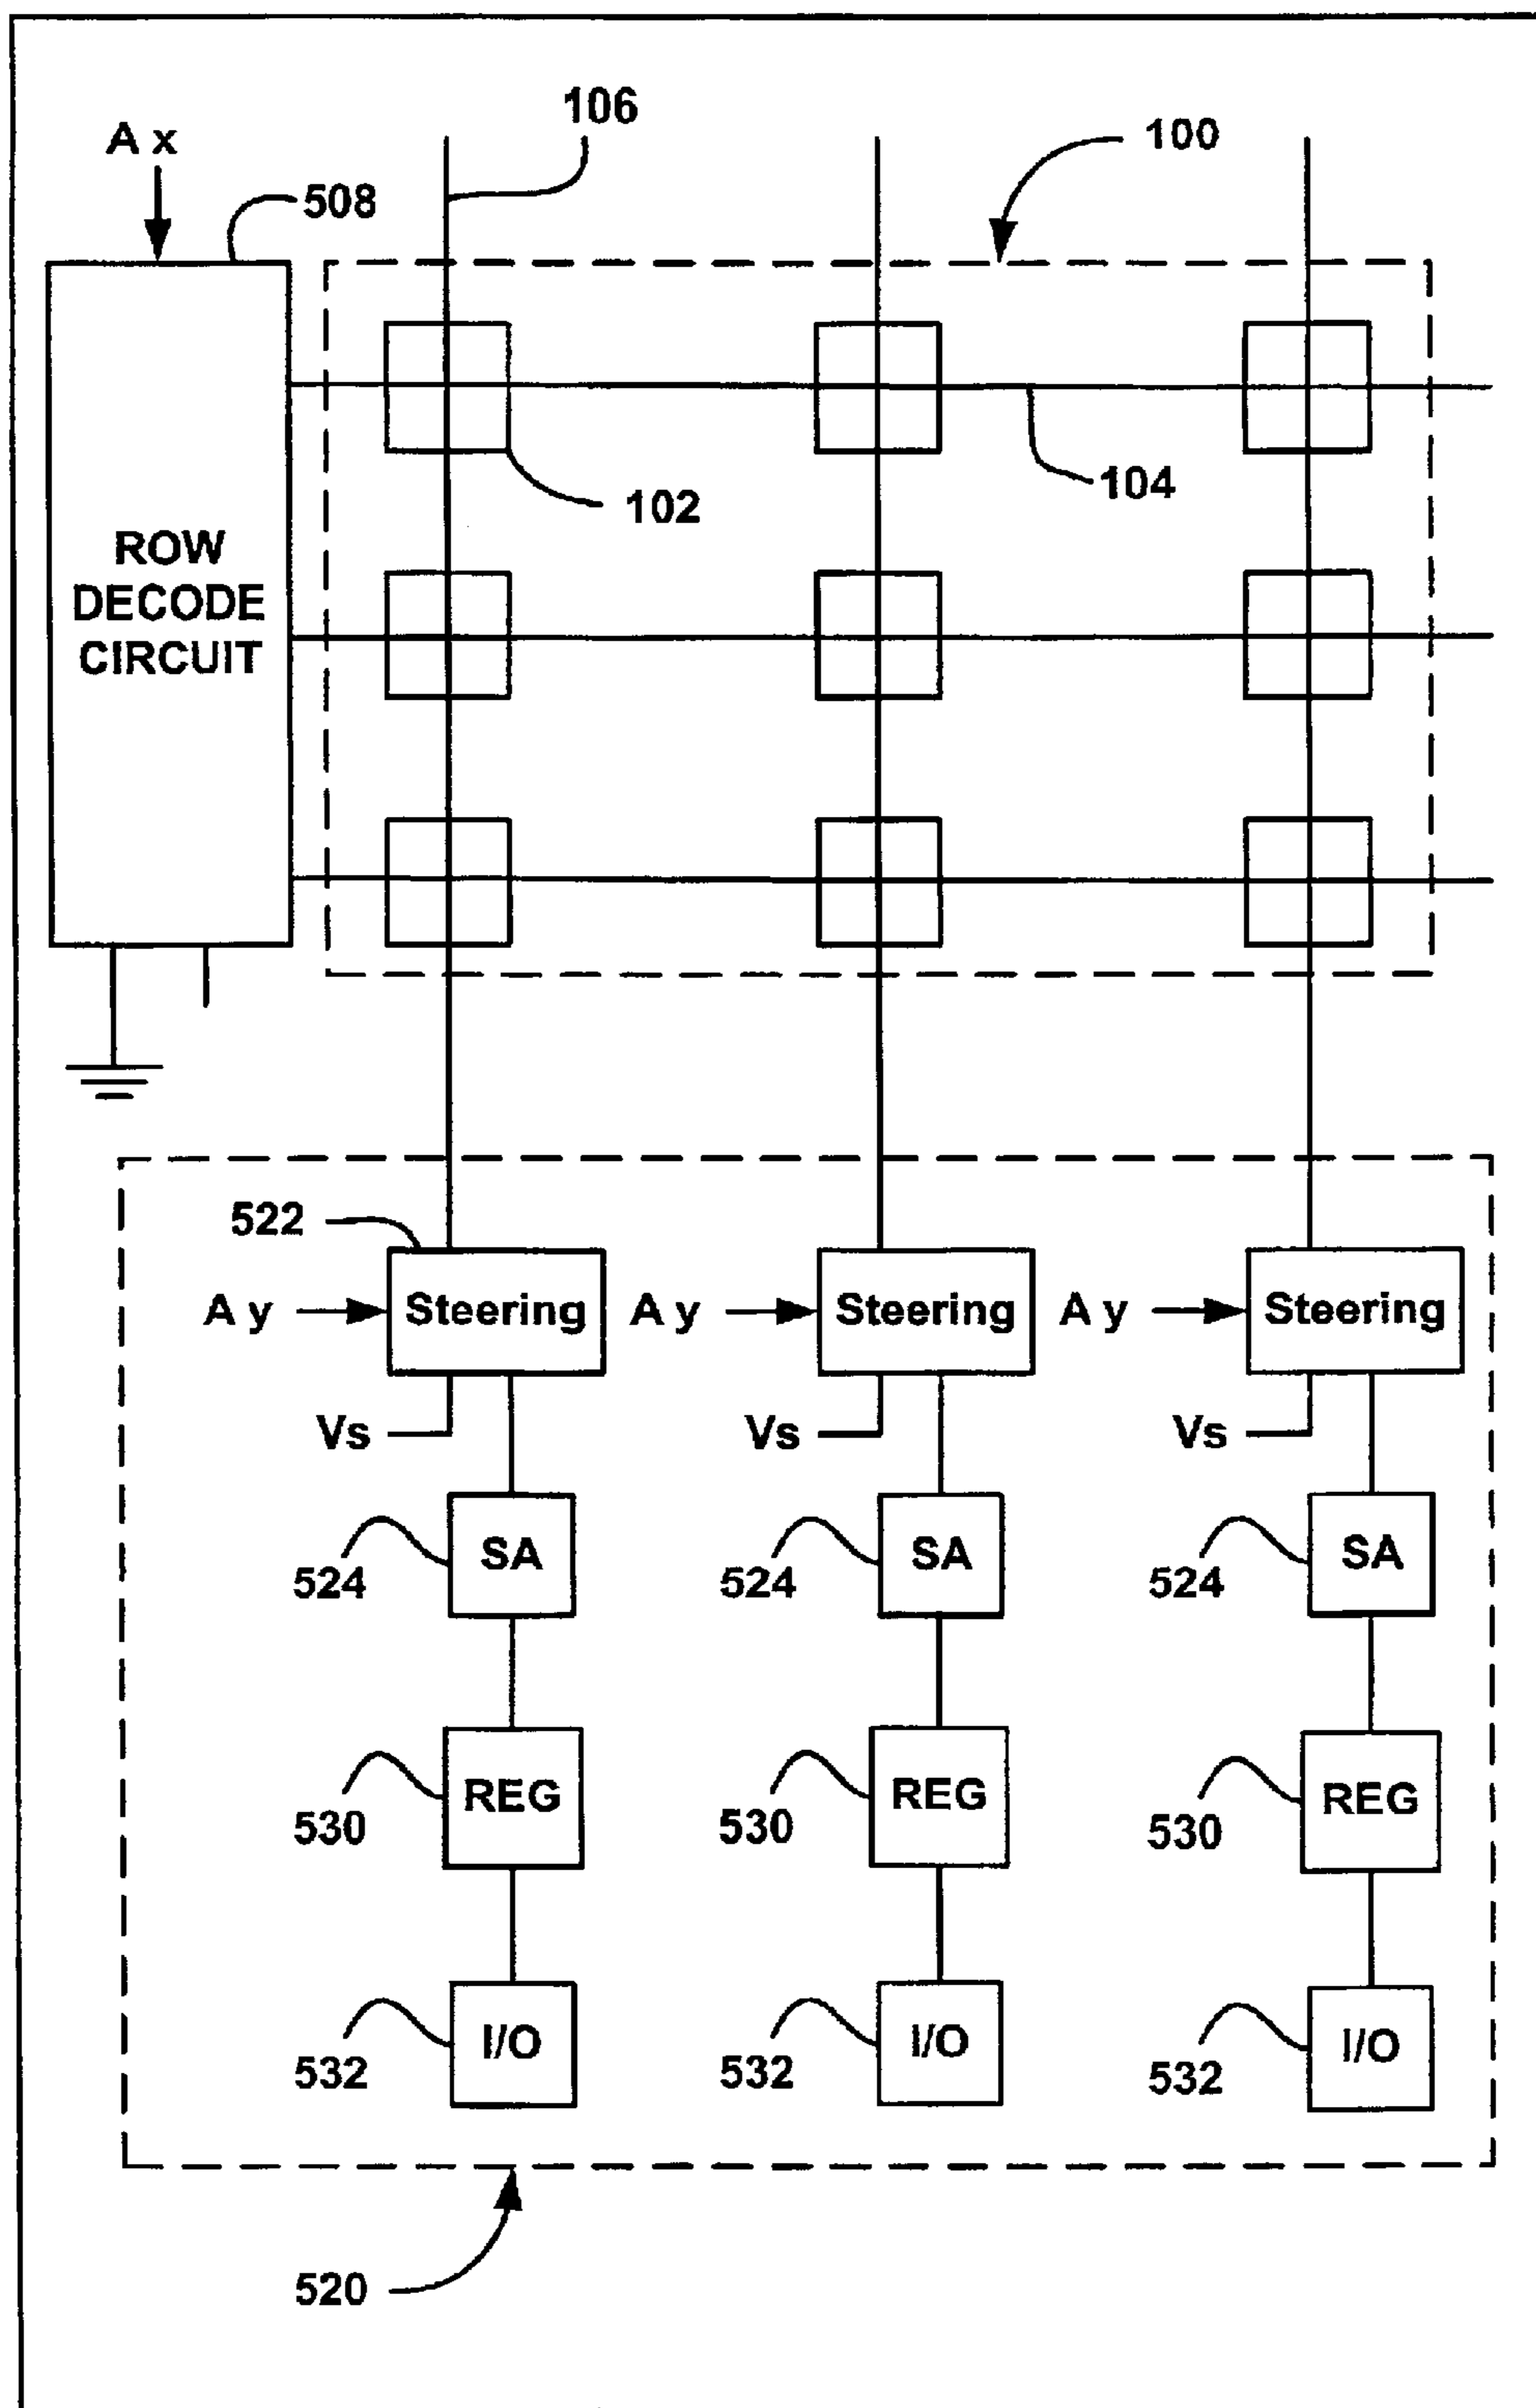 106
A x
100
508
104
102
ROW
DECODE
CIRCUIT
522
A y Steering A y Steering A y Steering
Vs Vs Vs
SA SA SA
524 524 524
REG REG REG
530 530 530
I/O I/O I/O
532 532 532
520